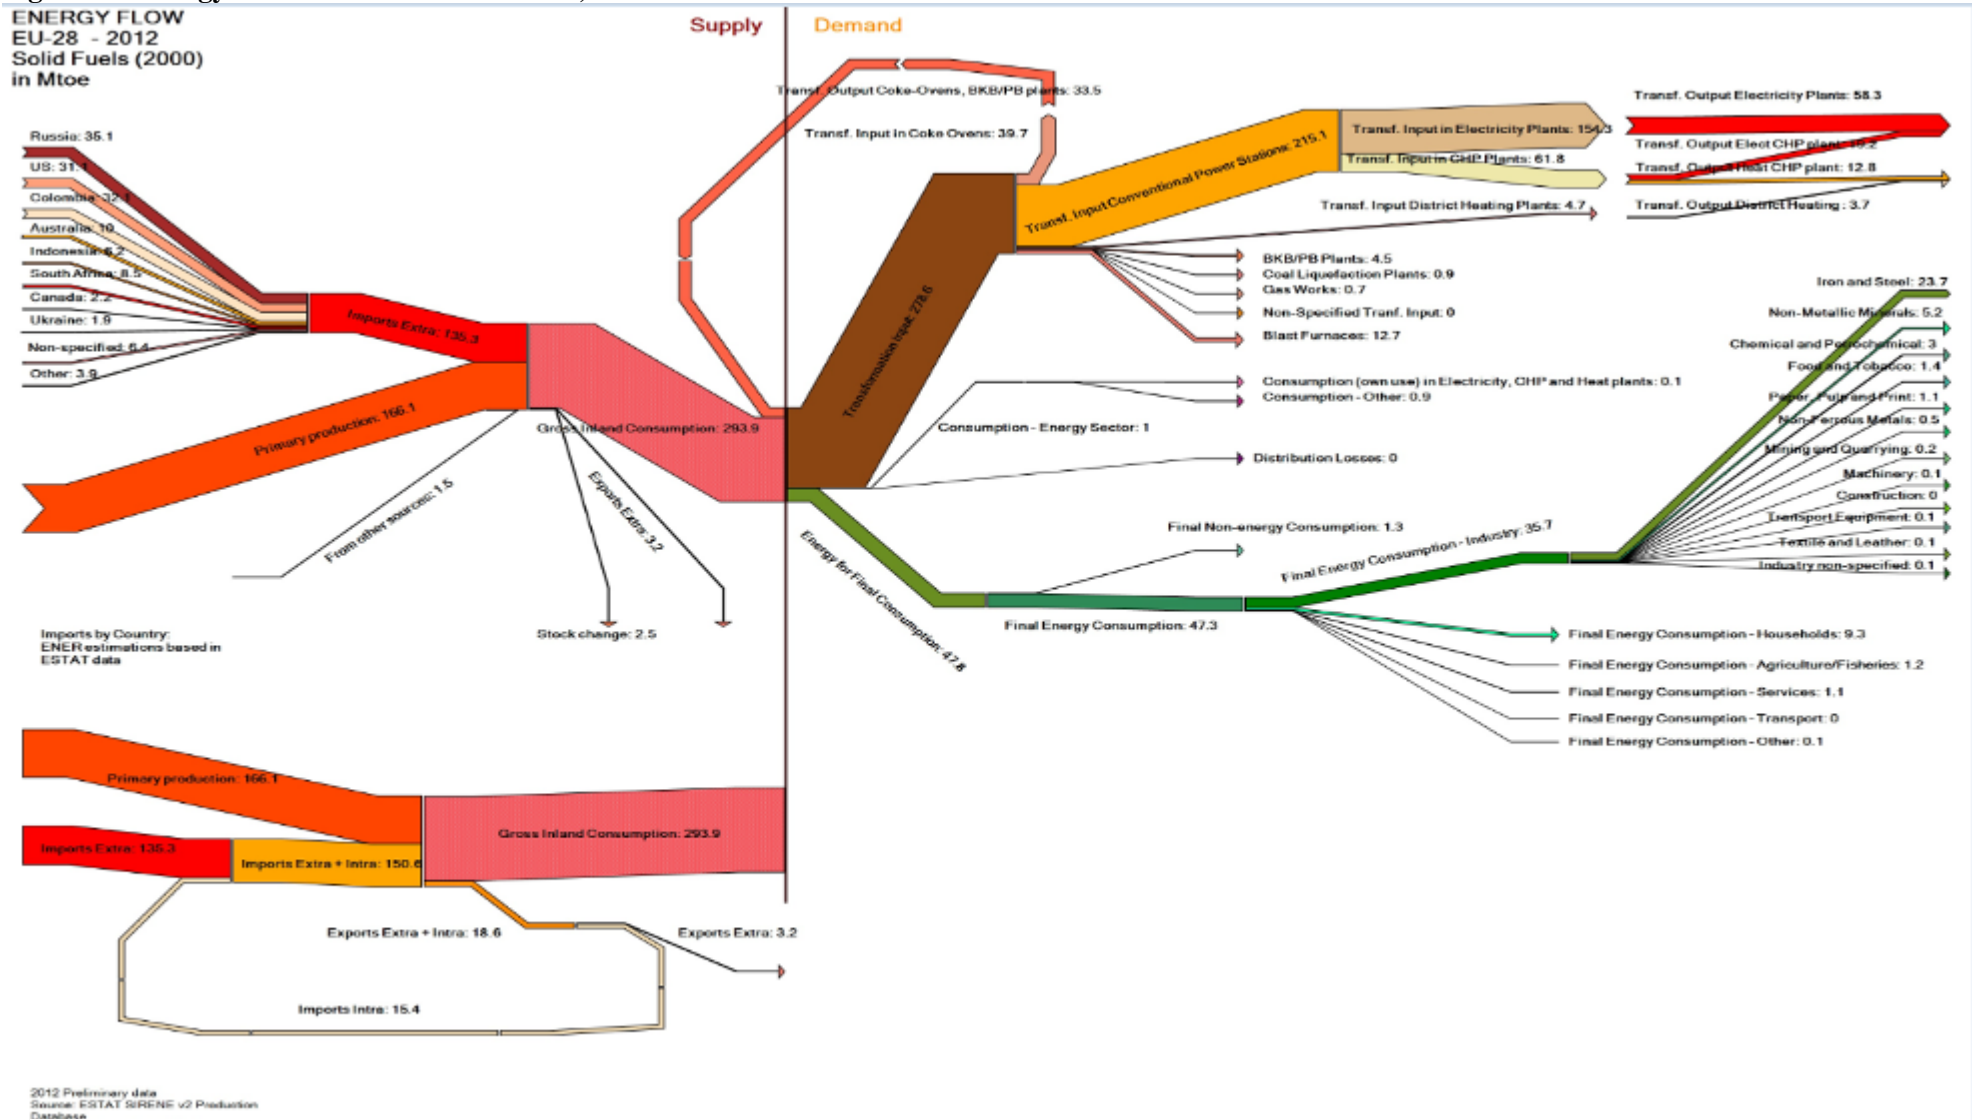 ENERGY FLOW
EU-28 - 2012
Solid Fuels (2000)
in Mtoe
Supply
Demand
Russia: 35.1
US: 31.1
Colombia: 32.1
Australia: 10
Indonesia: 6.2
South Africa: 8.5
Canada: 2.2
Ukraine: 1.9
Non-specified: 6.4
Other: 3.9
Imports Extra: 135.3
Primary production: 166.1
From other sources: 1.5
Exports Extra: 3.2
Stock change: 2.5
Gross Inland Consumption: 293.9
Transf. Output Coke-Ovens, BKB/PB plants: 33.5
Transf. Input in Coke Ovens: 39.7
Transformation input: 278.6
Transf. Input Conventional Power Stations: 215.1
Transf. Input in Electricity Plants: 154.3
Transf. Input in CHP Plants: 61.8
Transf. Input District Heating Plants: 4.7
Transf. Output Electricity Plants: 58.3
Transf. Output Elect CHP plant:
Transf. Output Heat CHP plant: 12.8
Transf. Output District Heating : 3.7
BKB/PB Plants: 4.5
Coal Liquefaction Plants: 0.9
Gas Works: 0.7
Non-Specified Tranf. Input: 0
Blast Furnaces: 12.7
Consumption (own use) in Electricity, CHP and Heat plants: 0.1
Consumption - Other: 0.9
Consumption - Energy Sector: 1
Distribution Losses: 0
Energy for Final Consumption: 47.8
Final Non-energy Consumption: 1.3
Final Energy Consumption: 47.3
Final Energy Consumption - Industry: 35.7
Iron and Steel: 23.7
Non-Metallic Minerals: 5.2
Chemical and Petrochemical: 3
Food and Tobacco: 1.4
Paper, Pulp and Print: 1.1
Non-Ferrous Metals: 0.5
Mining and Quarrying: 0.2
Machinery: 0.1
Construction: 0
Transport Equipment: 0.1
Textile and Leather: 0.1
Industry non-specified: 0.1
Final Energy Consumption - Households: 9.3
Final Energy Consumption - Agriculture/Fisheries: 1.2
Final Energy Consumption - Services: 1.1
Final Energy Consumption - Transport: 0
Final Energy Consumption - Other: 0.1
Imports by Country:
ENER estimations based in
ESTAT data
Primary production: 166.1
Imports Extra: 135.3
Imports Extra + Intra: 150.6
Gross Inland Consumption: 293.9
Exports Extra + Intra: 18.6
Exports Extra: 3.2
Imports Intra: 15.4
2012 Preliminary data
Source: ESTAT SIRENE v2 Production
Database